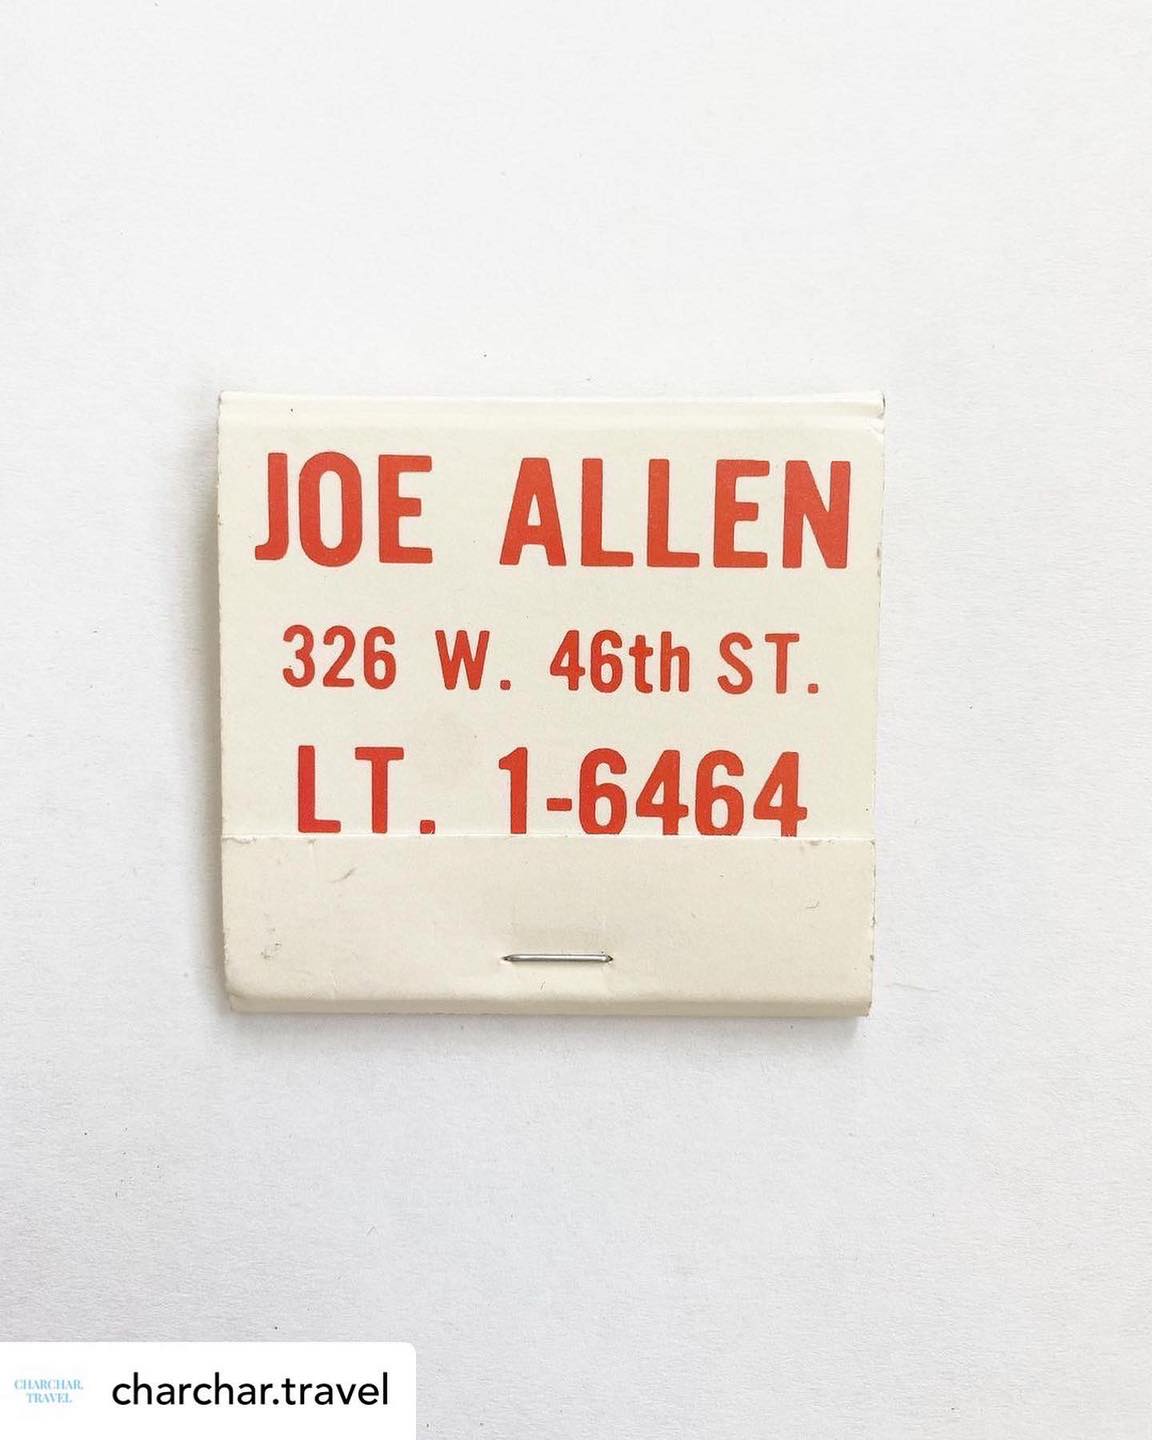 JOE ALLEN
326 W. 46th ST.
LT. 1-6464
CHARCHAR.
TRAVEL
charchar.travel